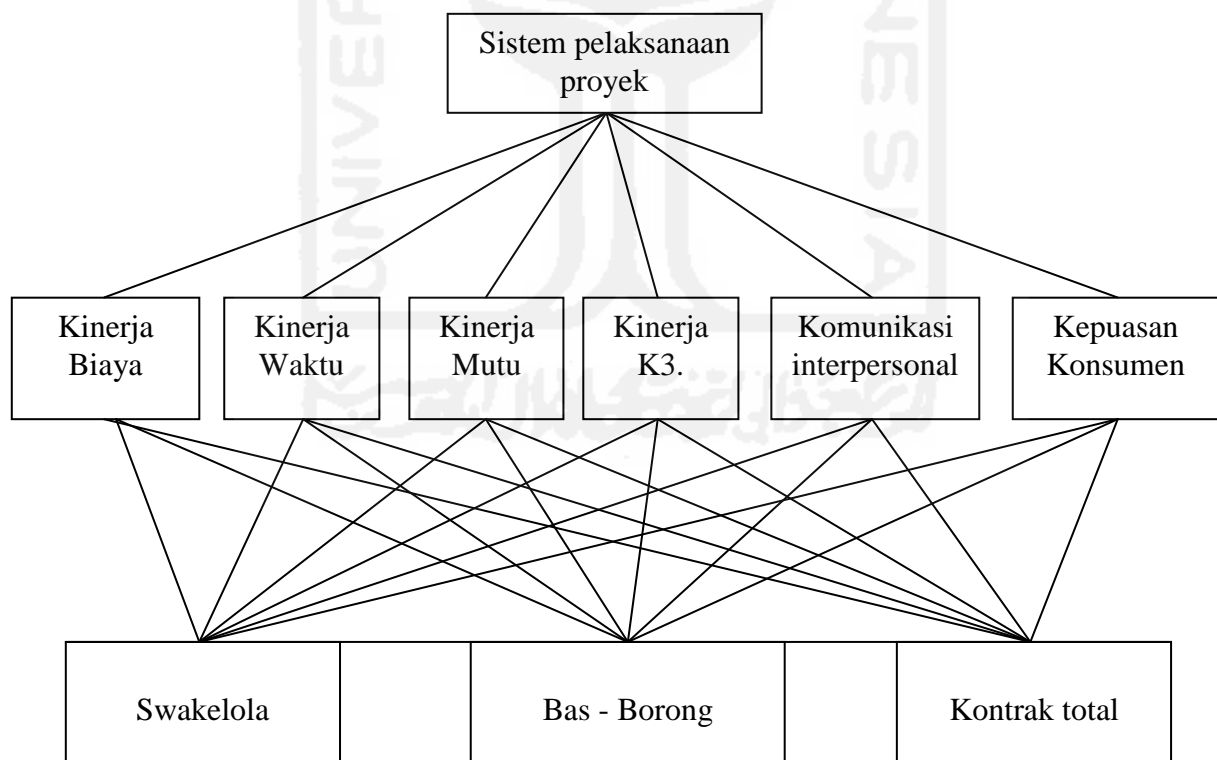 Sistem pelaksanaan
proyek
Kinerja
Biaya
Kinerja
Waktu
Kinerja
Mutu
Kinerja
K3.
Komunikasi
interpersonal
Kepuasan
Konsumen
Swakelola
Bas - Borong
Kontrak total